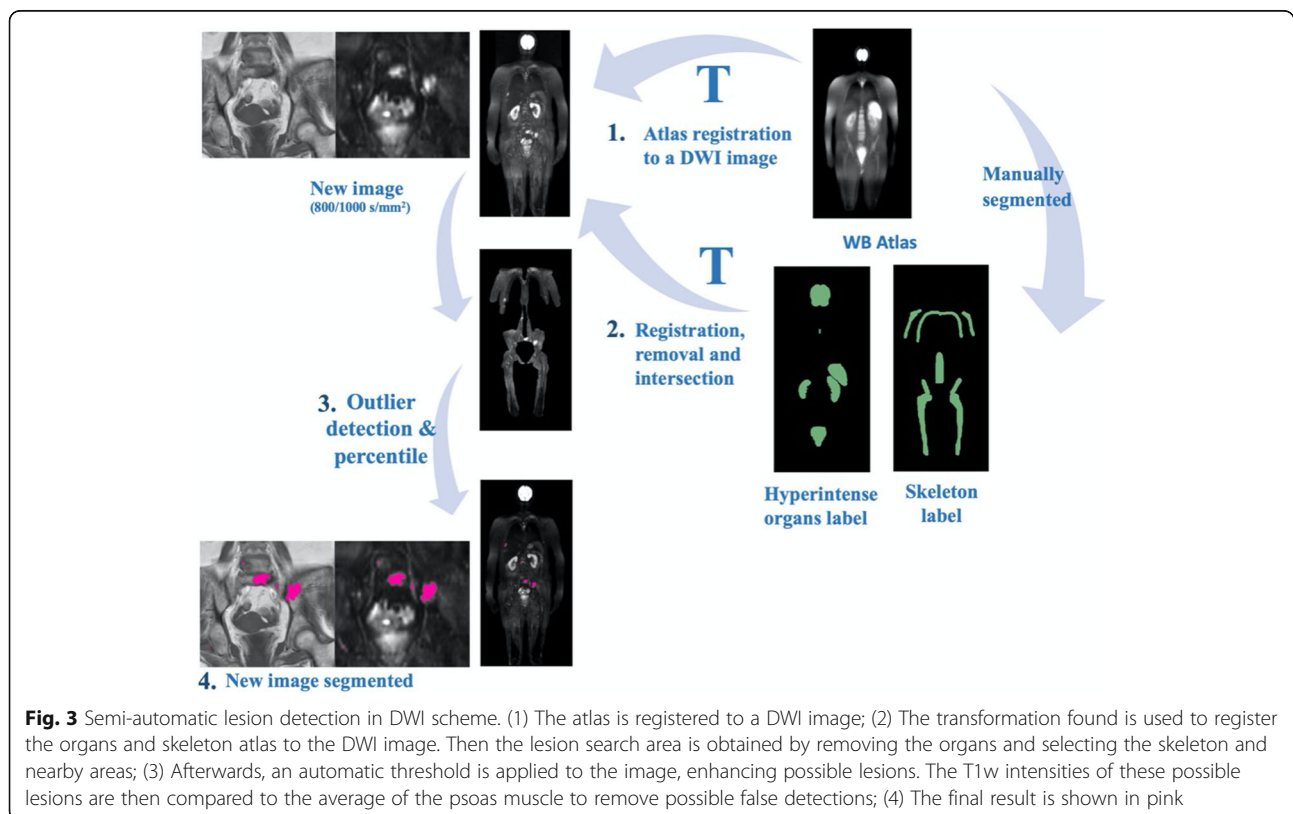 T
1. Atlas registration
to a DWI image
New image
(800/1000 s/mm²)
Manually
segmented
WB Atlas
T
2. Registration,
removal and
intersection
3. Outlier
detection &
percentile
Hyperintense
organs label
Skeleton
label
4. New image segmented
Fig. 3 Semi-automatic lesion detection in DWI scheme. (1) The atlas is registered to a DWI image; (2) The transformation found is used to register
the organs and skeleton atlas to the DWI image. Then the lesion search area is obtained by removing the organs and selecting the skeleton and
nearby areas; (3) Afterwards, an automatic threshold is applied to the image, enhancing possible lesions. The T1w intensities of these possible
lesions are then compared to the average of the psoas muscle to remove possible false detections; (4) The final result is shown in pink